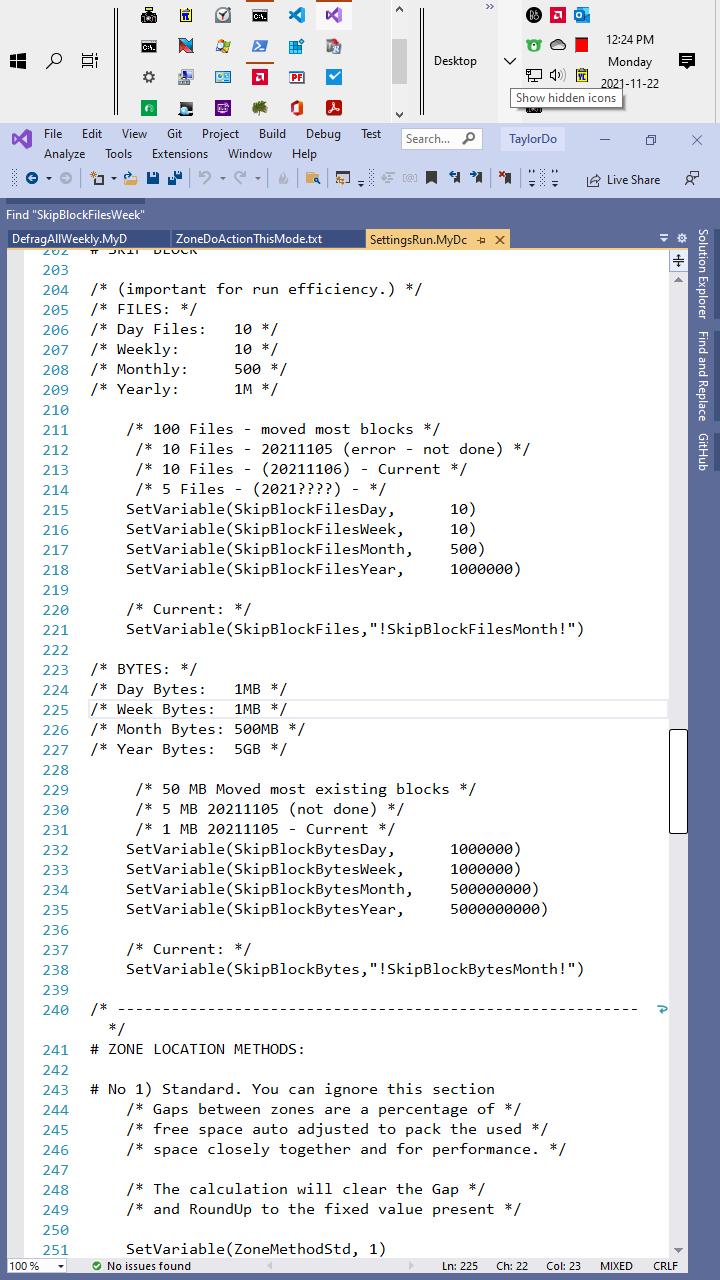 Desktop
12:24 PM
Monday
2021-11-22
Show hidden icons
File Edit View Git Project Build Debug Test
Search...
TaylorDo
Analyze Tools Extensions Window Help
Live Share
Find "SkipBlockFilesWeek"
DefragAllWeekly.MyD
ZoneDoActionThisMode.txt
SettingsRun.MyDc
Solution Explorer
Find and Replace
GitHub
202 # SKIP BLOCK
203
204 /* (important for run efficiency.) */
205 /* FILES: */
206 /* Day Files:   10 */
207 /* Weekly:      10 */
208 /* Monthly:     500 */
209 /* Yearly:      1M */
210
211     /* 100 Files - moved most blocks */
212      /* 10 Files - 20211105 (error - not done) */
213      /* 10 Files - (20211106) - Current */
214      /* 5 Files - (2021????) - */
215     SetVariable(SkipBlockFilesDay,      10)
216     SetVariable(SkipBlockFilesWeek,     10)
217     SetVariable(SkipBlockFilesMonth,    500)
218     SetVariable(SkipBlockFilesYear,     1000000)
219
220     /* Current: */
221     SetVariable(SkipBlockFiles,"!SkipBlockFilesMonth!")
222
223 /* BYTES: */
224 /* Day Bytes:   1MB */
225 /* Week Bytes:  1MB */
226 /* Month Bytes: 500MB */
227 /* Year Bytes:  5GB */
228
229      /* 50 MB Moved most existing blocks */
230      /* 5 MB 20211105 (not done) */
231      /* 1 MB 20211105 - Current */
232     SetVariable(SkipBlockBytesDay,      1000000)
233     SetVariable(SkipBlockBytesWeek,     1000000)
234     SetVariable(SkipBlockBytesMonth,    500000000)
235     SetVariable(SkipBlockBytesYear,     5000000000)
236
237     /* Current: */
238     SetVariable(SkipBlockBytes,"!SkipBlockBytesMonth!")
239
240 /* ----------------------------------------------------------
*/
241 # ZONE LOCATION METHODS:
242
243 # No 1) Standard. You can ignore this section
244     /* Gaps between zones are a percentage of */
245     /* free space auto adjusted to pack the used */
246     /* space closely together and for performance. */
247
248     /* The calculation will clear the Gap */
249     /* and RoundUp to the fixed value present */
250
251     SetVariable(ZoneMethodStd, 1)
100 %
No issues found
Ln: 225 Ch: 22 Col: 23 MIXED CRLF